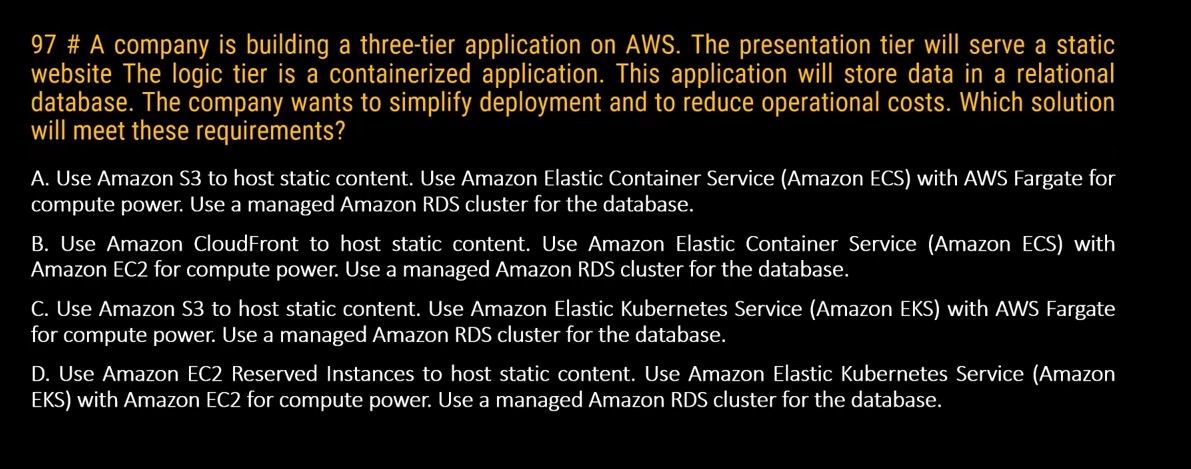 97 # A company is building a three-tier application on AWS. The presentation tier will serve a static
website The logic tier is a containerized application. This application will store data in a relational
database. The company wants to simplify deployment and to reduce operational costs. Which solution
will meet these requirements?
A. Use Amazon S3 to host static content. Use Amazon Elastic Container Service (Amazon ECS) with AWS Fargate for
compute power. Use a managed Amazon RDS cluster for the database.
B. Use Amazon CloudFront to host static content. Use Amazon Elastic Container Service (Amazon ECS) with
Amazon EC2 for compute power. Use a managed Amazon RDS cluster for the database.
C. Use Amazon S3 to host static content. Use Amazon Elastic Kubernetes Service (Amazon EKS) with AWS Fargate
for compute power. Use a managed Amazon RDS cluster for the database.
D. Use Amazon EC2 Reserved Instances to host static content. Use Amazon Elastic Kubernetes Service (Amazon
EKS) with Amazon EC2 for compute power. Use a managed Amazon RDS cluster for the database.